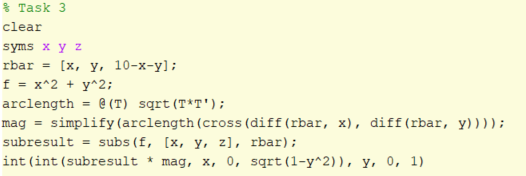 % Task 3
clear
syms x y z
rbar = [x, y, 10-x-y];
f = x^2 + y^2;
arclength = @(T) sqrt(T*T');
mag = simplify(arclength(cross(diff(rbar, x), diff(rbar, y))));
subresult = subs(f, [x, y, z], rbar);
int(int(subresult * mag, x, 0, sqrt(1-y^2)), y, 0, 1)